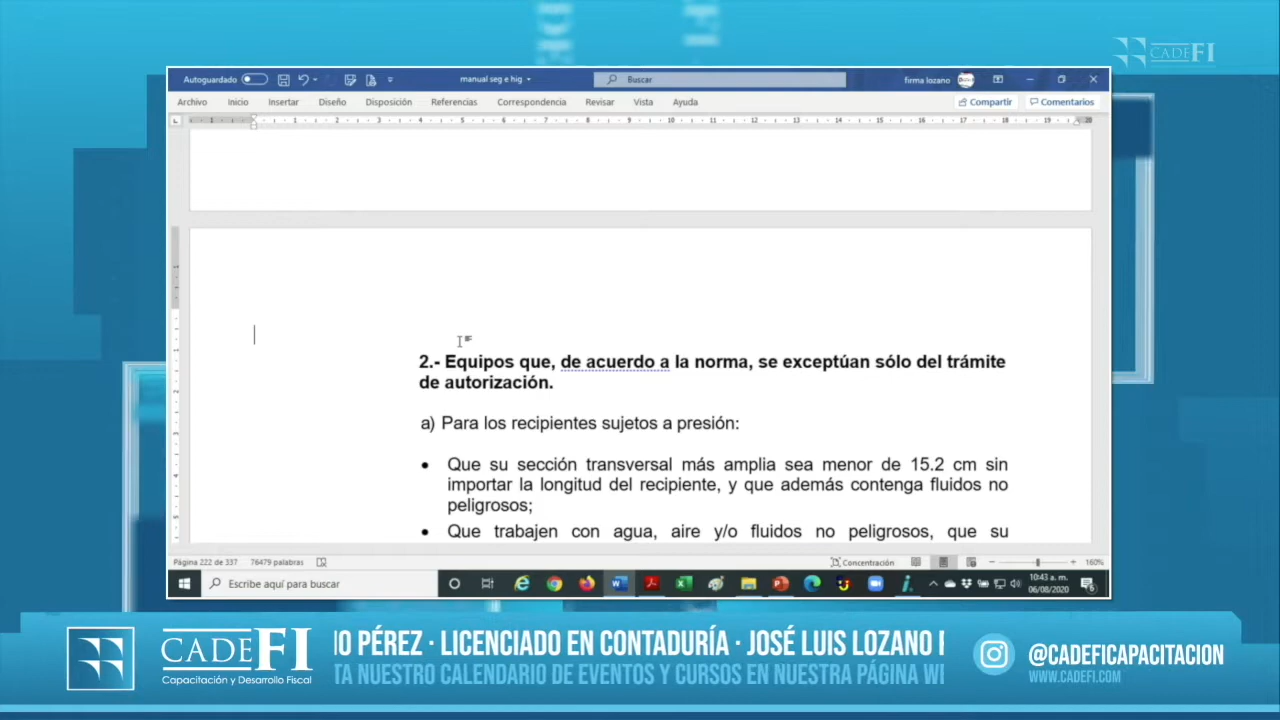 CADEFI
Autoguardado
manual seg e hig
Buscar
firma lozano
Archivo Inicio Insertar Diseño Disposición Referencias Correspondencia Revisar Vista Ayuda Compartir Comentarios
2.- Equipos que, de acuerdo a la norma, se exceptúan sólo del trámite
de autorización.
a) Para los recipientes sujetos a presión:
• Que su sección transversal más amplia sea menor de 15.2 cm sin
importar la longitud del recipiente, y que además contenga fluidos no
peligrosos;
• Que trabajen con agua, aire y/o fluidos no peligrosos, que su
Página 222 de 337 76479 palabras Concentración 160%
Escribe aquí para buscar
10:43 a. m.
06/08/2020
CADEFI
Capacitación y Desarrollo Fiscal
IO PÉREZ · LICENCIADO EN CONTADURÍA · JOSÉ LUIS LOZANO
TA NUESTRO CALENDARIO DE EVENTOS Y CURSOS EN NUESTRA PÁGINA WE
@CADEFICAPACITACION
WWW.CADEFI.COM